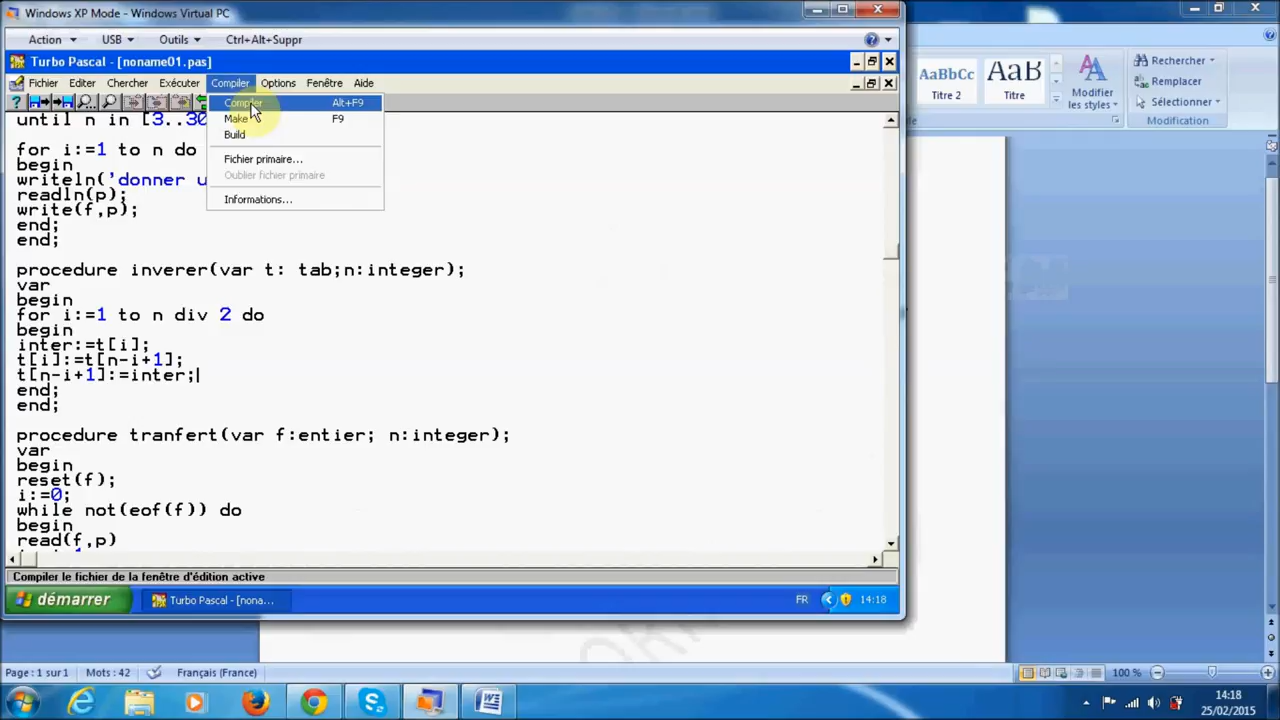 Windows XP Mode - Windows Virtual PC
Action USB Outils Ctrl+Alt+Suppr
Turbo Pascal - [noname01.pas]
Fichier Editer Chercher Exécuter Compiler Options Fenêtre Aide
Compiler Alt+F9
Make F9
Build
Fichier primaire...
Oublier fichier primaire
Informations...
until n in [3..30
for i:=1 to n do
begin
writeln('donner u
readln(p);
write(f,p);
end;
end;
procedure inverer(var t: tab;n:integer);
var
begin
for i:=1 to n div 2 do
begin
inter:=t[i];
t[i]:=t[n-i+1];
t[n-i+1]:=inter;
end;
end;
procedure tranfert(var f:entier; n:integer);
var
begin
reset(f);
i:=0;
while not(eof(f)) do
begin
read(f,p)
Compiler le fichier de la fenêtre d'édition active
démarrer Turbo Pascal - [nona... FR 14:18
AaBbCc AaB
Titre 2 Titre
Modifier les styles
Rechercher
Remplacer
Sélectionner
Modification
Page : 1 sur 1 Mots : 42 Français (France) 100 %
14:18
25/02/2015